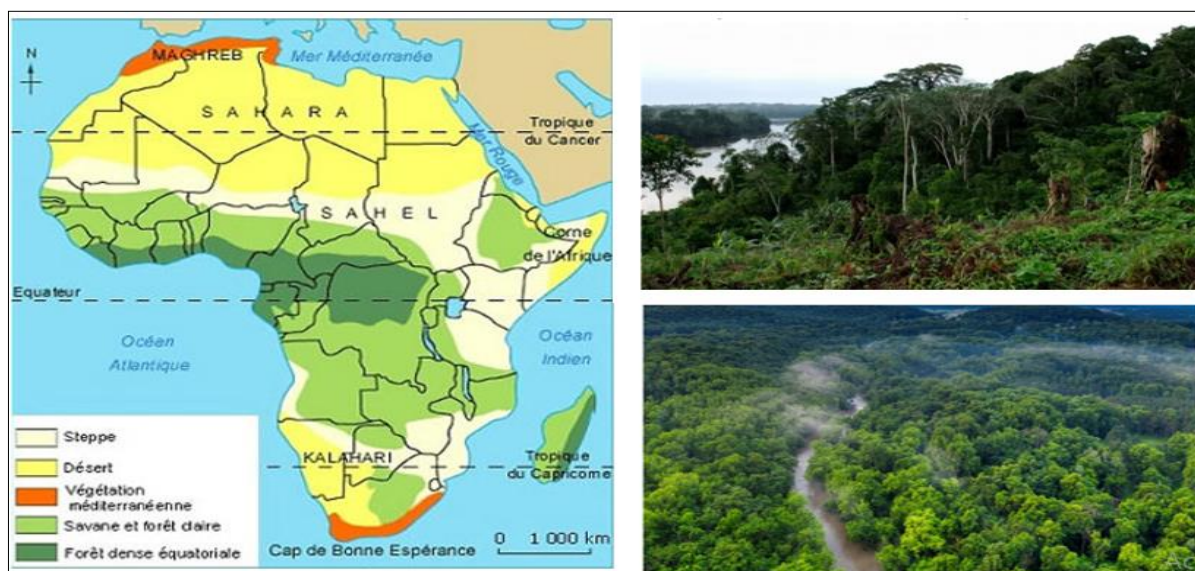 MAGHREB
Mer Méditerranée
N
SAHARA
Tropique
du Cancer
Mer Rouge
SAHEL
Corne
de l'Afrique
Equateur
Océan
Atlantique
Océan
Indien
KALAHARI
Tropique
du Capricorne
Cap de Bonne Espérance
0 1 000 km
Steppe
Désert
Végétation
méditerranéenne
Savane et forêt claire
Forêt dense équatoriale